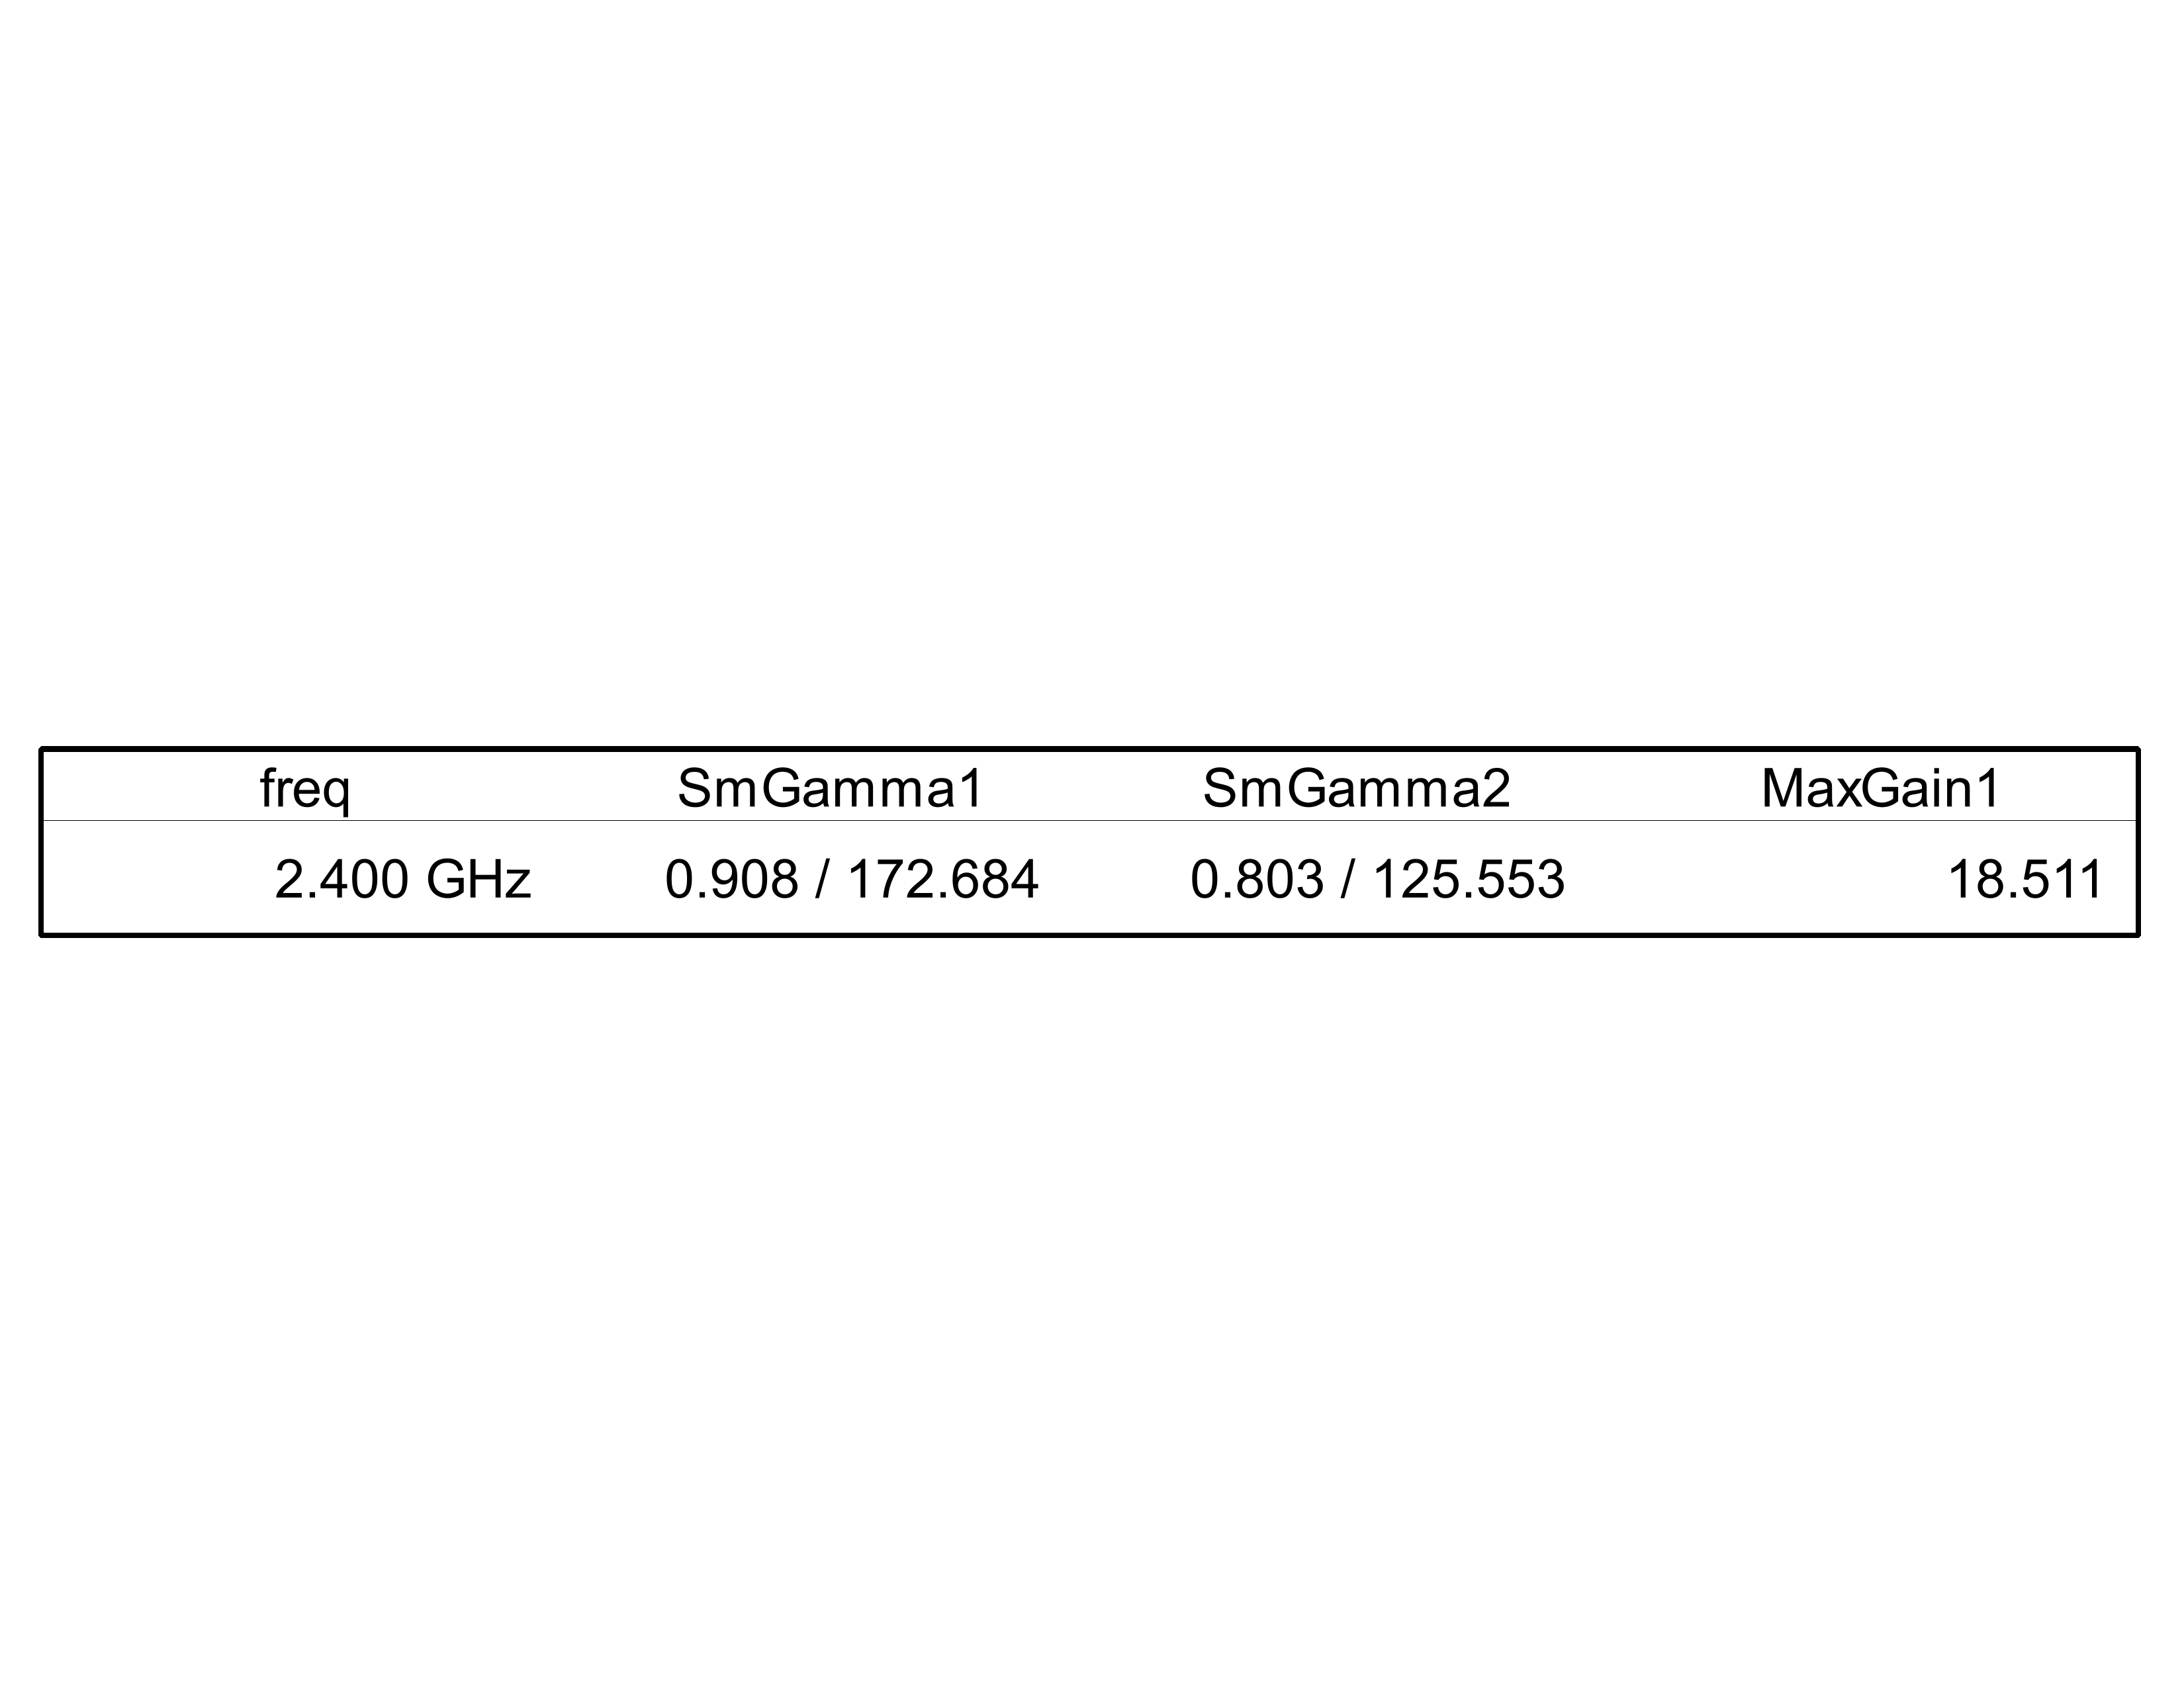 freq SmGamma1 SmGamma2 MaxGain1
2.400 GHz 0.908 / 172.684 0.803 / 125.553 18.511